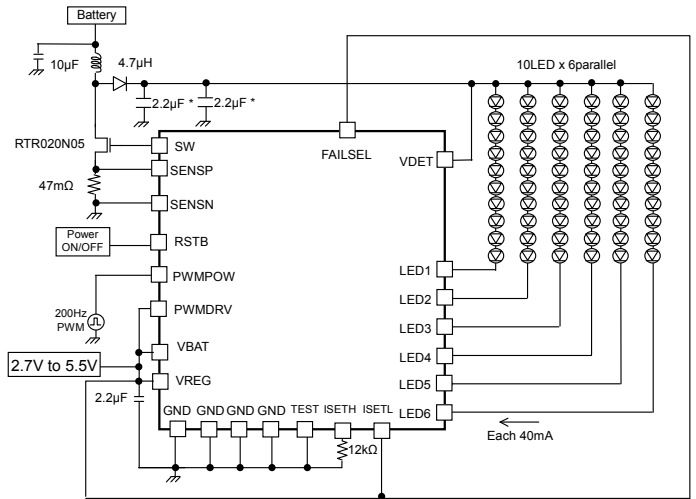 Battery
10µF
4.7µH
2.2µF *
2.2µF *
10LED x 6parallel
RTR020N05
SW
FAILSEL
VDET
SENSP
47mΩ
SENSN
Power
ON/OFF
RSTB
PWMPOW
LED1
LED2
200Hz
PWM
PWMDRV
LED3
VBAT
LED4
2.7V to 5.5V
VREG
LED5
2.2µF
GND
GND
GND
GND
TEST
ISETH
ISETL
LED6
12kΩ
Each 40mA